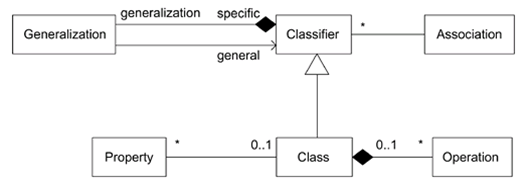 generalization specific
Generalization Classifier * Association
general
Property * 0..1 Class 0..1 * Operation